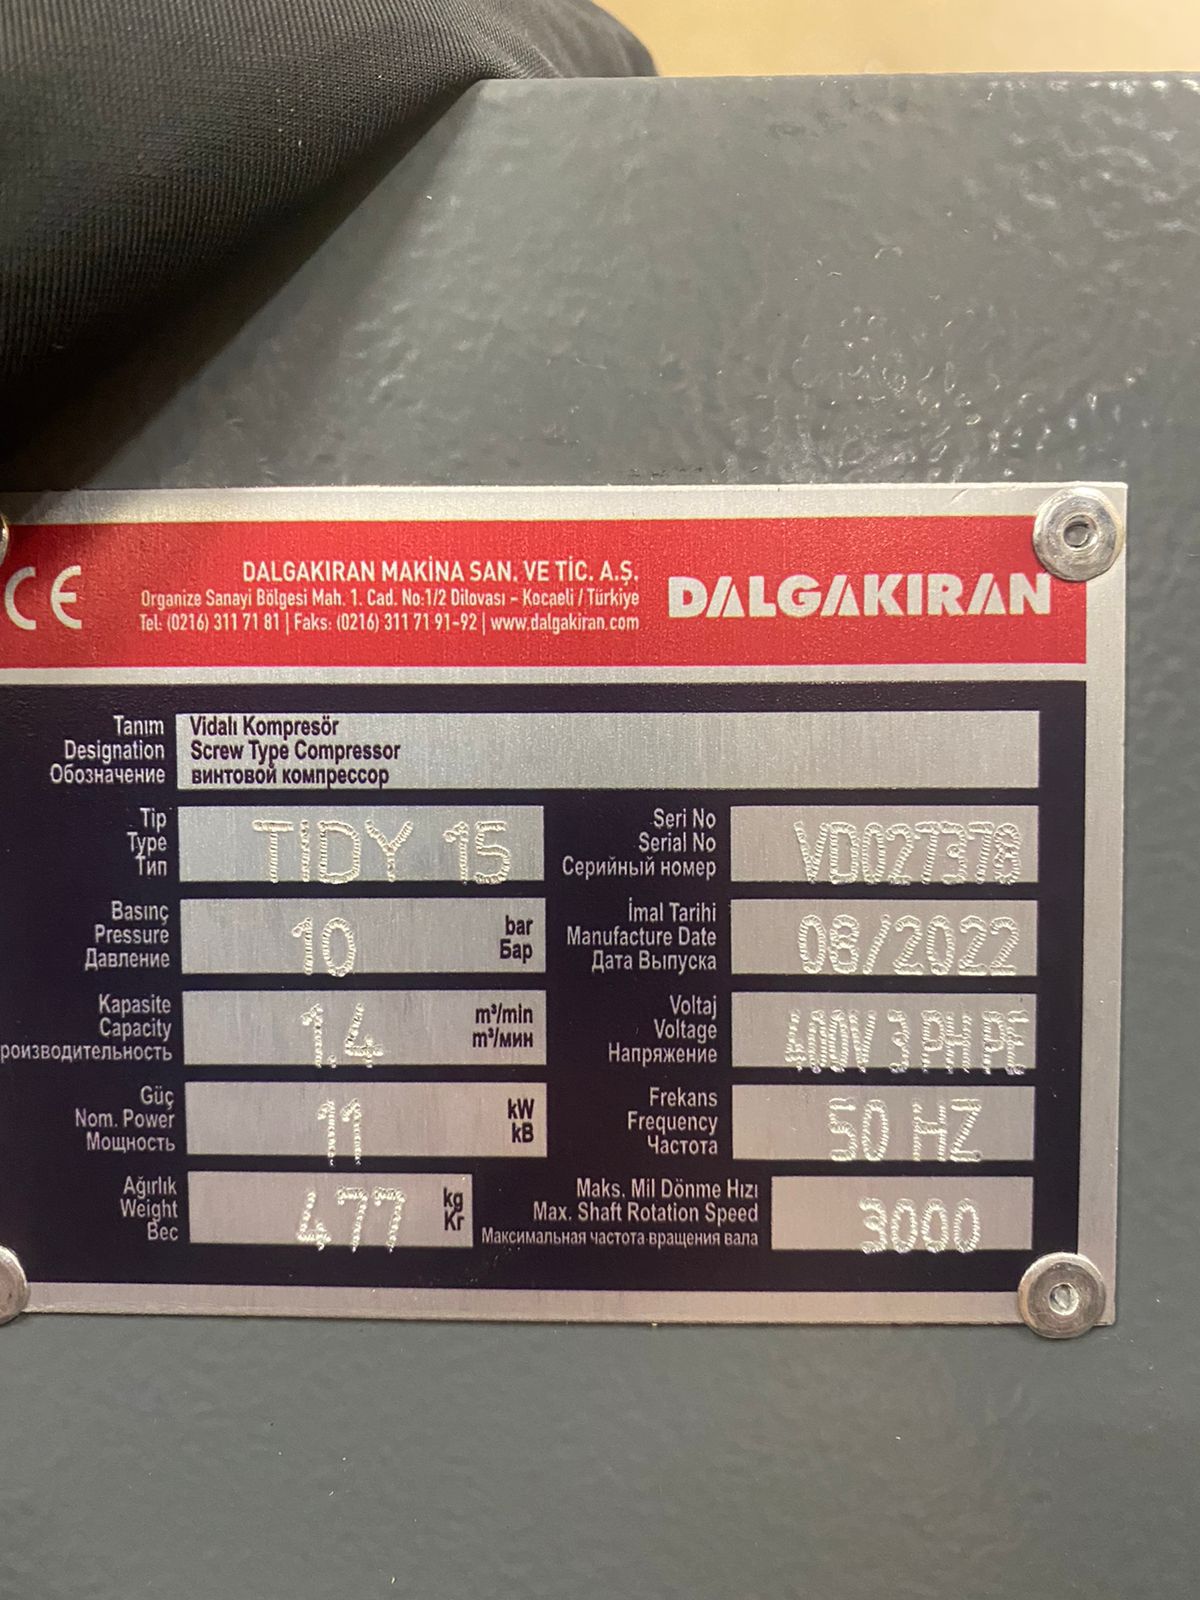 CE
DALGAKIRAN MAKİNA SAN. VE TİC. A.Ş.
Organize Sanayi Bölgesi Mah. 1. Cad. No:1/2 Dilovası - Kocaeli / Türkiye
Tel: (0216) 311 71 81 | Faks: (0216) 311 71 91-92 | www.dalgakiran.com
DALGAKIRAN
Tanım
Designation
Обозначение
Vidalı Kompresör
Screw Type Compressor
винтовой компрессор
Tip
Type
Тип
TIDY 15
Seri No
Serial No
Серийный номер
VD027378
Basınç
Pressure
Давление
10
bar
Бар
İmal Tarihi
Manufacture Date
Дата Выпуска
08/2022
Kapasite
Capacity
роизводительность
1.4
m³/min
m³/мин
Voltaj
Voltage
Напряжение
400V 3PH PE
Güç
Nom. Power
Мощность
11
kW
kB
Frekans
Frequency
Частота
50 HZ
Ağırlık
Weight
Вес
477
kg
Kг
Maks. Mil Dönme Hızı
Max. Shaft Rotation Speed
Максимальная частота вращения вала
3000